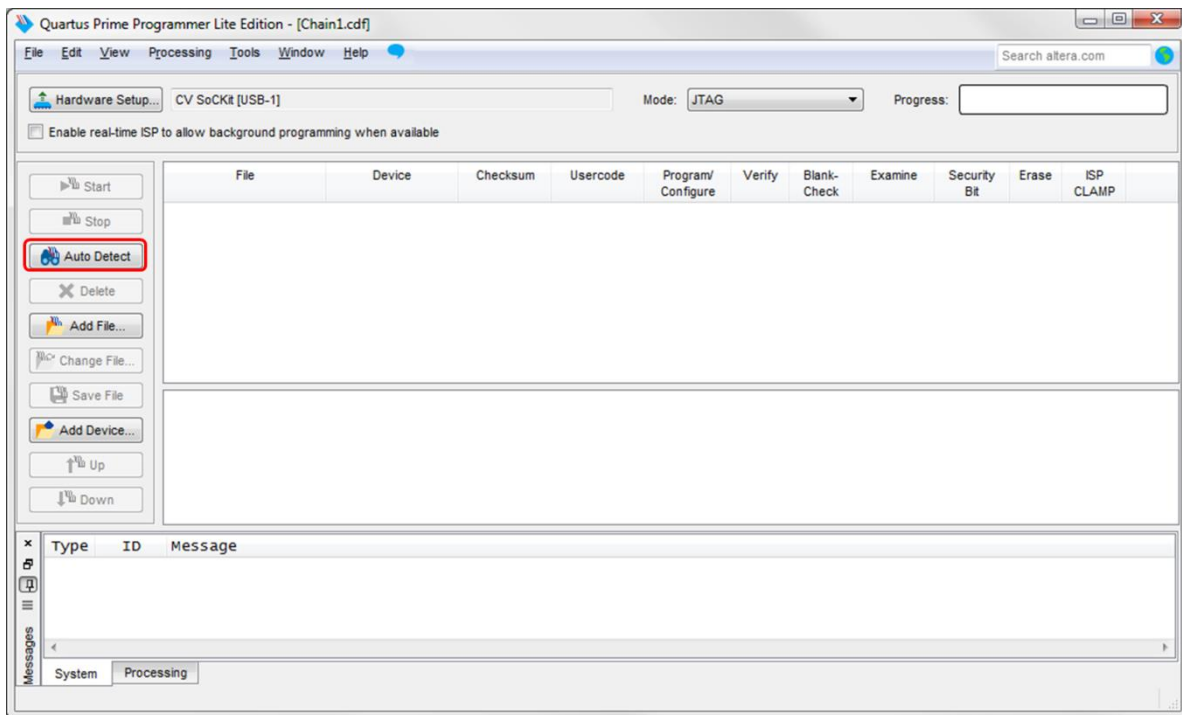 Quartus Prime Programmer Lite Edition - [Chain1.cdf]
File Edit View Processing Tools Window Help Search altera.com
Hardware Setup... CV SoCKit [USB-1] Mode: JTAG Progress:
Enable real-time ISP to allow background programming when available
File Device Checksum Usercode Program/ Verify Blank- Examine Security Erase ISP
Configure Check Bit CLAMP
Start
Stop
Auto Detect
Delete
Add File...
Change File...
Save File
Add Device...
Up
Down
Type ID Message
Messages
System Processing